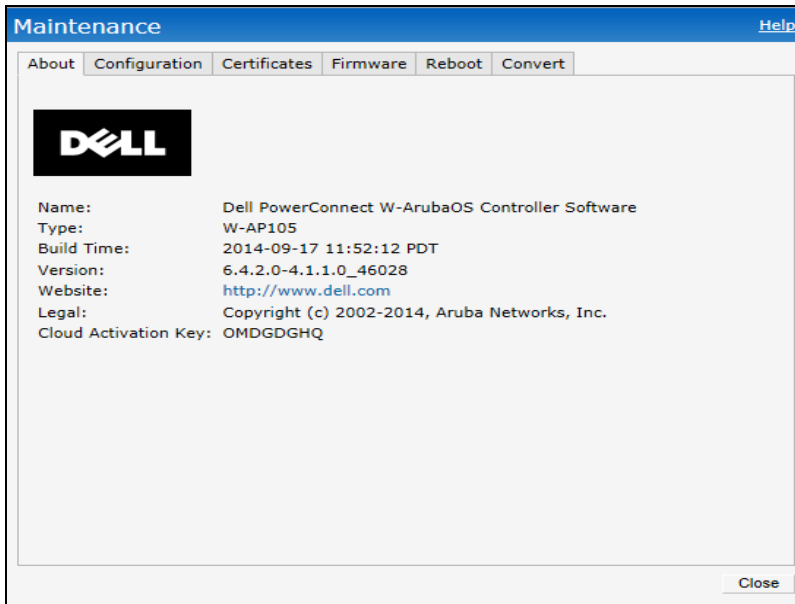 Maintenance Help
About Configuration Certificates Firmware Reboot Convert
DELL
Name: Dell PowerConnect W-ArubaOS Controller Software
Type: W-AP105
Build Time: 2014-09-17 11:52:12 PDT
Version: 6.4.2.0-4.1.1.0_46028
Website: http://www.dell.com
Legal: Copyright (c) 2002-2014, Aruba Networks, Inc.
Cloud Activation Key: OMDGDGHQ
Close